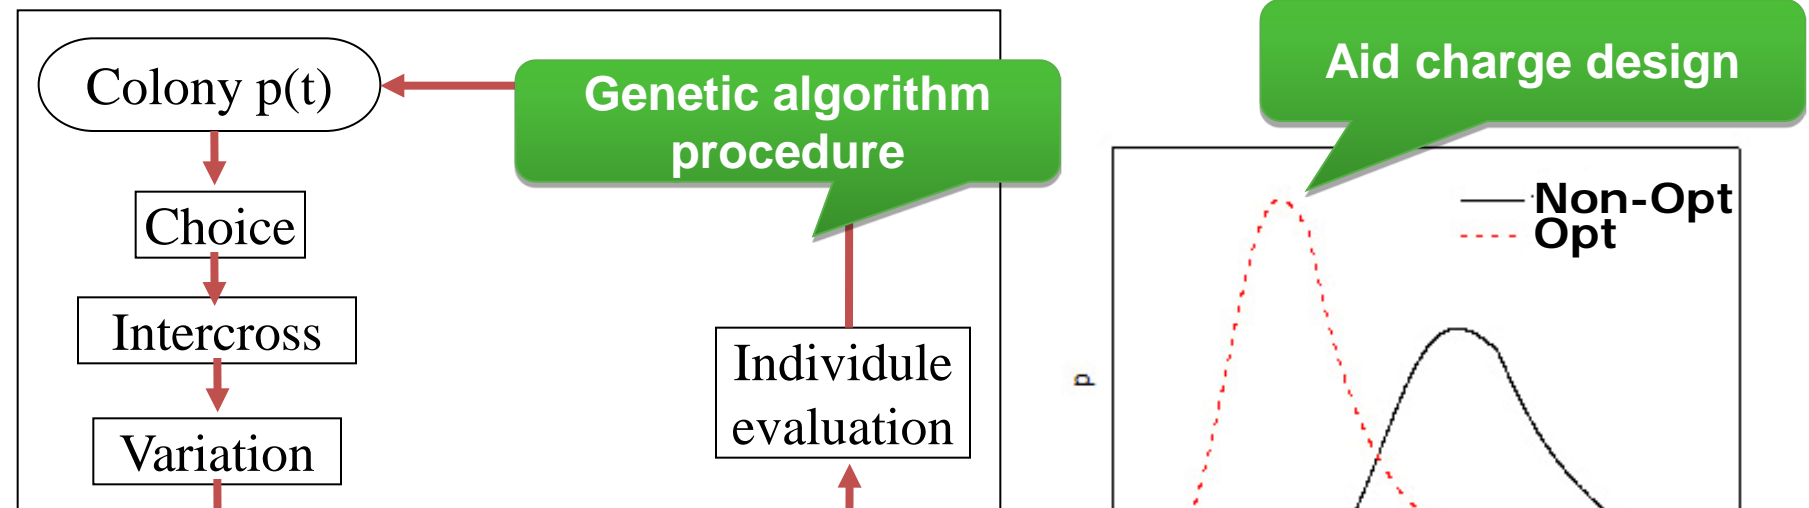 Colony p(t)
Genetic algorithm
procedure
Choice
Intercross
Variation
Individule
evaluation
Aid charge design
Non-Opt
Opt
p